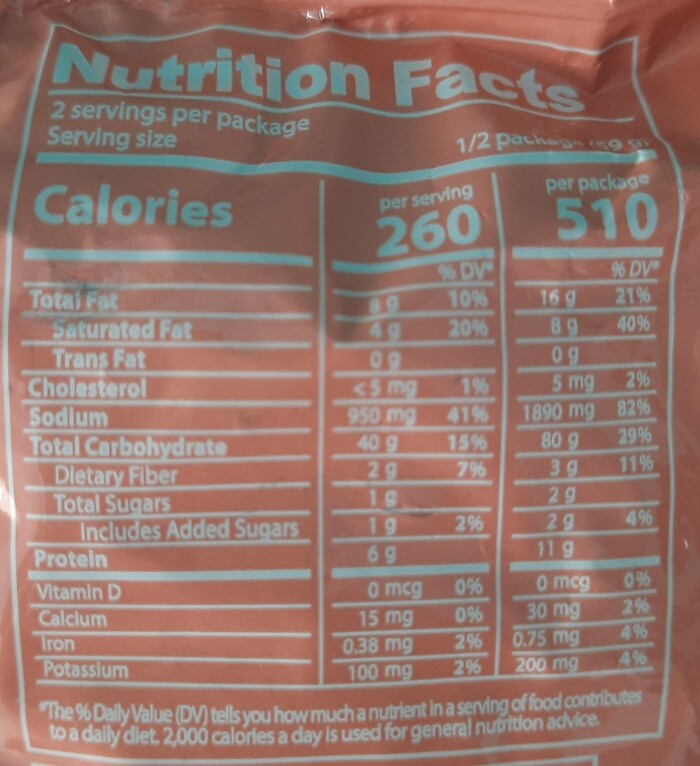 Nutrition Facts
2 servings per package
Serving size 1/2 package (59 g)
Calories per serving 260 per package 510
% DV* % DV*
Total Fat 8 g 10% 16 g 21%
Saturated Fat 4 g 20% 8 g 40%
Trans Fat 0 g 0 g
Cholesterol <5 mg 1% 5 mg 2%
Sodium 950 mg 41% 1890 mg 82%
Total Carbohydrate 40 g 15% 80 g 29%
Dietary Fiber 2 g 7% 3 g 11%
Total Sugars 1 g 2 g
Includes Added Sugars 1 g 2% 2 g 4%
Protein 6 g 11 g
Vitamin D 0 mcg 0% 0 mcg 0%
Calcium 15 mg 0% 30 mg 2%
Iron 0.38 mg 2% 0.75 mg 4%
Potassium 100 mg 2% 200 mg 4%
*The % Daily Value (DV) tells you how much a nutrient in a serving of food contributes
to a daily diet. 2,000 calories a day is used for general nutrition advice.